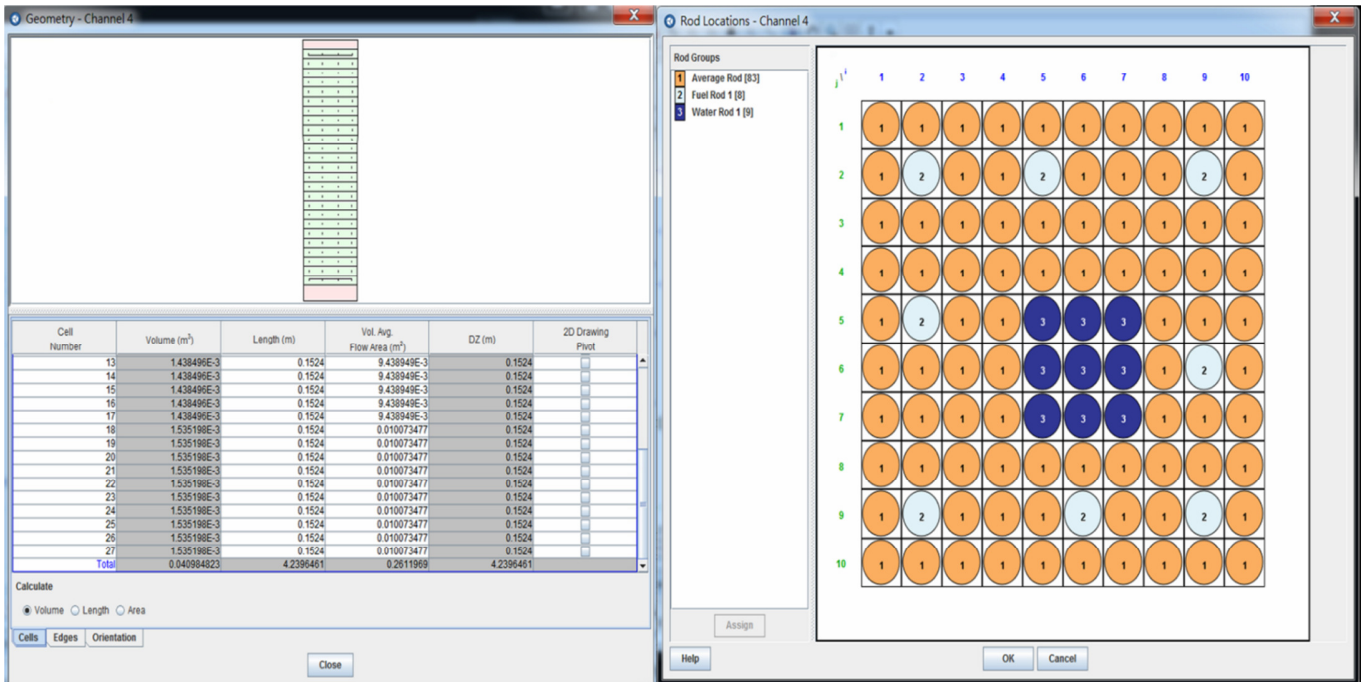 Geometry - Channel 4
Cell Number Volume (m³) Length (m) Vol. Avg. Flow Area (m²) DZ (m) 2D Drawing Pivot
13 1.438496E-3 0.1524 9.438949E-3 0.1524
14 1.438496E-3 0.1524 9.438949E-3 0.1524
15 1.438496E-3 0.1524 9.438949E-3 0.1524
16 1.438496E-3 0.1524 9.438949E-3 0.1524
17 1.438496E-3 0.1524 9.438949E-3 0.1524
18 1.535198E-3 0.1524 0.010073477 0.1524
19 1.535198E-3 0.1524 0.010073477 0.1524
20 1.535198E-3 0.1524 0.010073477 0.1524
21 1.535198E-3 0.1524 0.010073477 0.1524
22 1.535198E-3 0.1524 0.010073477 0.1524
23 1.535198E-3 0.1524 0.010073477 0.1524
24 1.535198E-3 0.1524 0.010073477 0.1524
25 1.535198E-3 0.1524 0.010073477 0.1524
26 1.535198E-3 0.1524 0.010073477 0.1524
27 1.535198E-3 0.1524 0.010073477 0.1524
Total 0.040984823 4.2396461 0.2611969 4.2396461
Calculate
Volume Length Area
Cells Edges Orientation
Close
Rod Locations - Channel 4
Rod Groups
1 Average Rod [83]
2 Fuel Rod 1 [8]
3 Water Rod 1 [9]
Assign
j i 1 2 3 4 5 6 7 8 9 10
1 1 1 1 1 1 1 1 1 1 1
2 1 2 1 1 2 1 1 1 2 1
3 1 1 1 1 1 1 1 1 1 1
4 1 1 1 1 1 1 1 1 1 1
5 1 2 1 1 3 3 3 1 1 1
6 1 1 1 1 3 3 3 1 2 1
7 1 1 1 1 3 3 3 1 1 1
8 1 1 1 1 1 1 1 1 1 1
9 1 2 1 1 1 2 1 1 2 1
10 1 1 1 1 1 1 1 1 1 1
Help OK Cancel